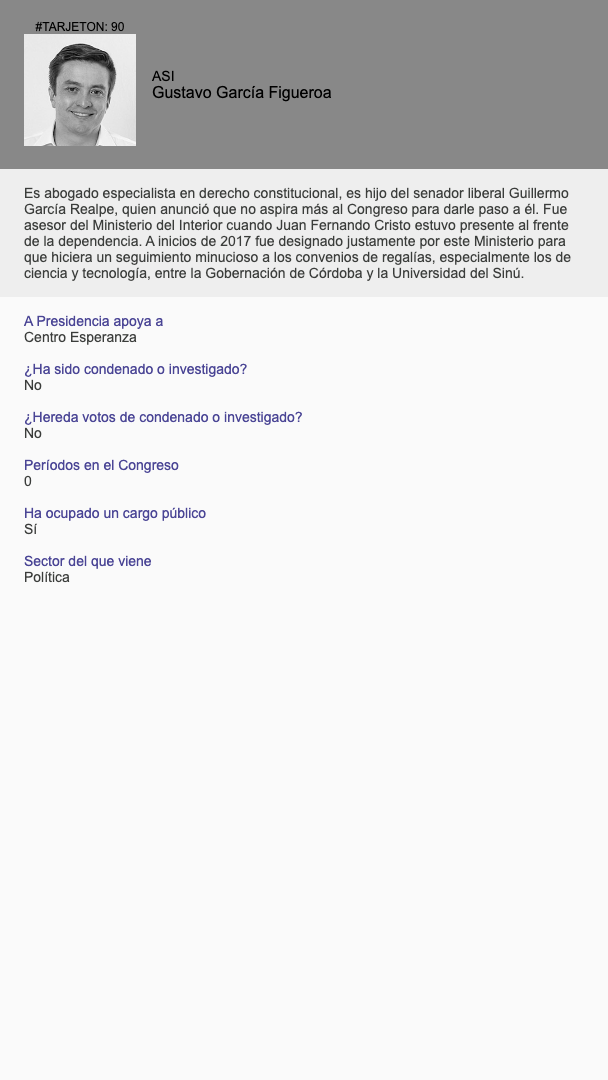 #TARJETON: 90
ASI
Gustavo García Figueroa
Es abogado especialista en derecho constitucional, es hijo del senador liberal Guillermo
García Realpe, quien anunció que no aspira más al Congreso para darle paso a él. Fue
asesor del Ministerio del Interior cuando Juan Fernando Cristo estuvo presente al frente
de la dependencia. A inicios de 2017 fue designado justamente por este Ministerio para
que hiciera un seguimiento minucioso a los convenios de regalías, especialmente los de
ciencia y tecnología, entre la Gobernación de Córdoba y la Universidad del Sinú.
A Presidencia apoya a
Centro Esperanza
¿Ha sido condenado o investigado?
No
¿Hereda votos de condenado o investigado?
No
Períodos en el Congreso
0
Ha ocupado un cargo público
Sí
Sector del que viene
Política